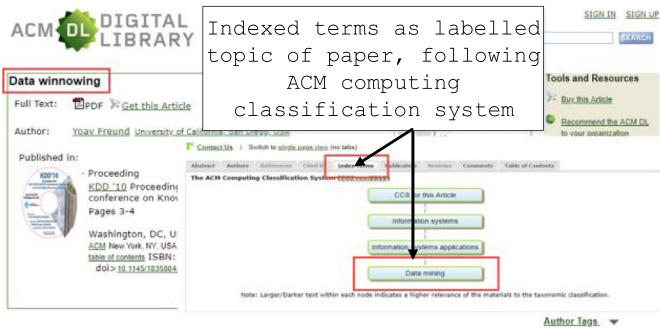 ACM DL DIGITAL
LIBRARY
SIGN IN SIGN UP
SEARCH
Indexed terms as labelled
topic of paper, following
ACM computing
classification system
Data winnowing
Tools and Resources
Full Text: PDF Get this Article
Buy this Article
Recommend the ACM DL
to your organization
Author: Yoav Freund University of California, San Diego, USA
Contact Us | Switch to single page view (no tabs)
Published in:
Abstract Authors References Cited By Index Terms Publication Reviews Comments Table of Contents
The ACM Computing Classification System
KDD'10
Proceeding
KDD '10 Proceeding
conference on Know
Pages 3-4
CCS for this Article
Information systems
Information systems applications
Data mining
Washington, DC, U
ACM New York, NY, USA
table of contents ISBN:
doi>10.1145/1835804
Note: Larger/Darker text within each node indicates a higher relevance of the materials to the taxonomic classification.
Author Tags